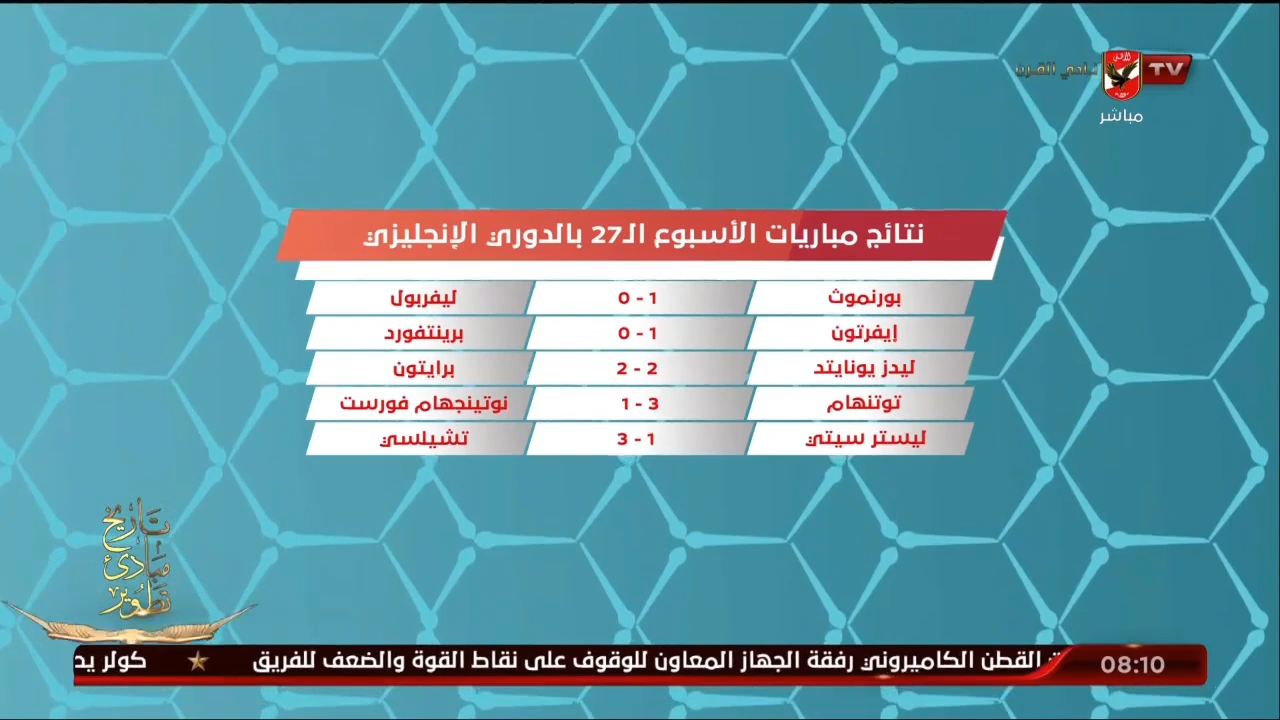 نادي القرن
TV
مباشر
نتائج مباريات الأسبوع الـ27 بالدوري الإنجليزي
بورنموث 1 - 0 ليفربول
إيفرتون 1 - 0 برينتفورد
ليدز يونايتد 2 - 2 برايتون
توتنهام 3 - 1 نوتينجهام فورست
ليستر سيتي 1 - 3 تشيلسي
تاريخ
مبادئ
تطوير
08:10
القطن الكاميروني رفقة الجهاز المعاون للوقوف على نقاط القوة والضعف للفريق ★ كولر